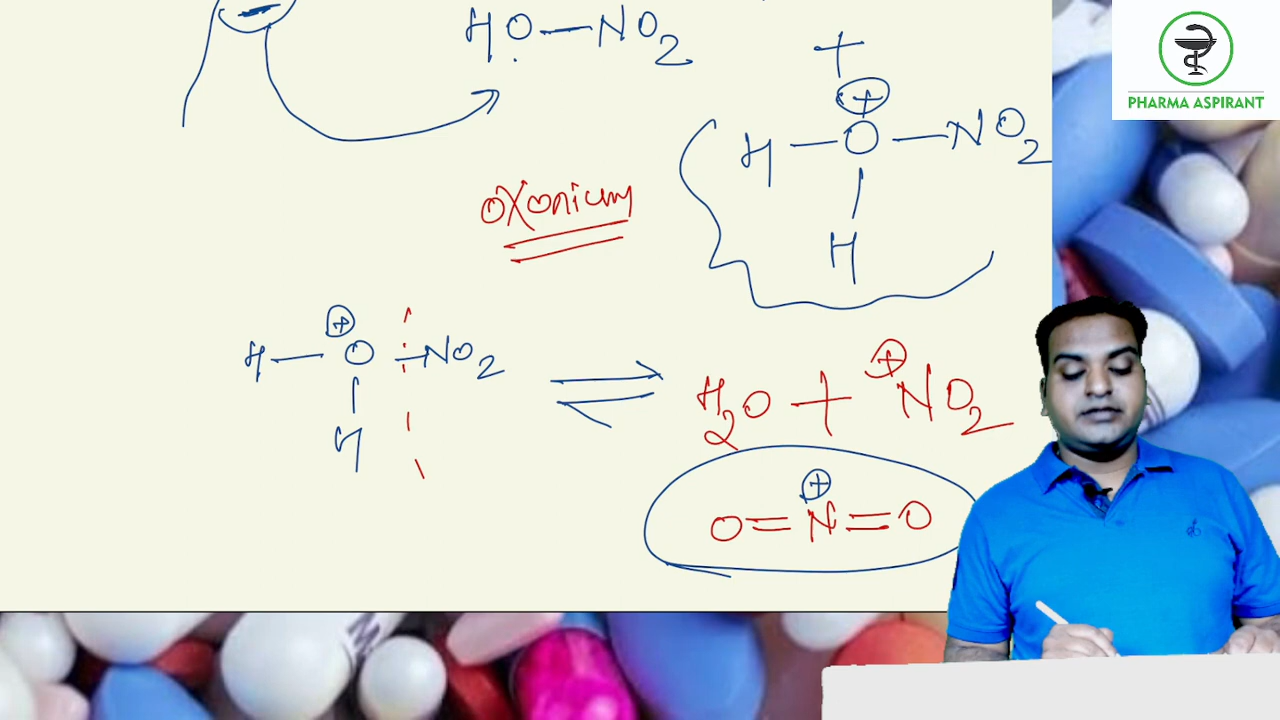 HO—NO2
+
⊕
H—O—NO2
H
oxonium
⊕
H—O—NO2
H
⇌ H2O + ⊕NO2
⊕
O=N=O
PHARMA ASPIRANT